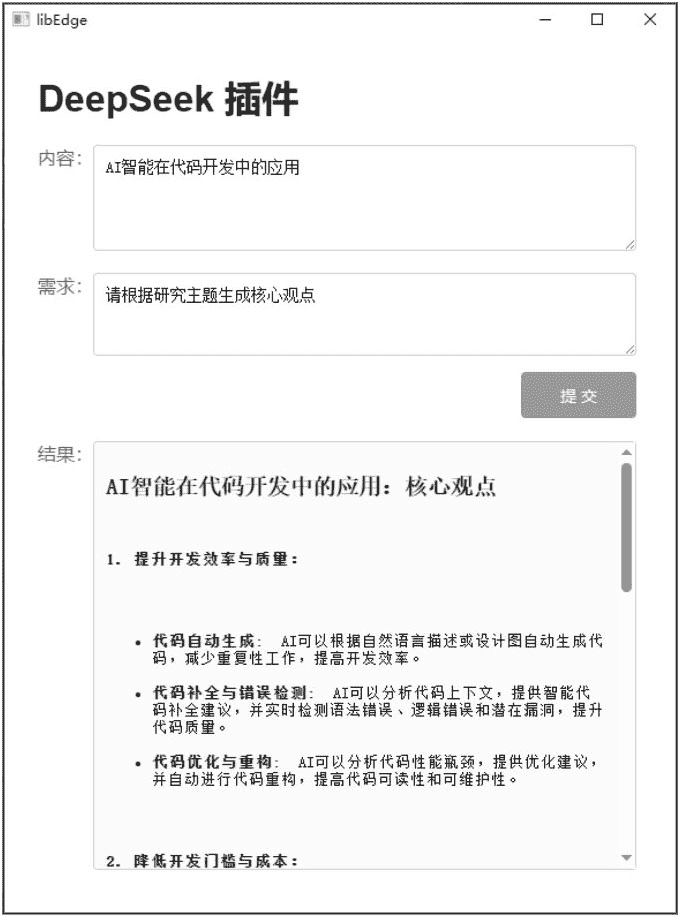 libEdge
DeepSeek 插件
内容：
AI智能在代码开发中的应用
需求：
请根据研究主题生成核心观点
提 交
结果：
AI智能在代码开发中的应用：核心观点
1. 提升开发效率与质量：
• 代码自动生成： AI可以根据自然语言描述或设计图自动生成代
码，减少重复性工作，提高开发效率。
• 代码补全与错误检测： AI可以分析代码上下文，提供智能代
码补全建议，并实时检测语法错误、逻辑错误和潜在漏洞，提升
代码质量。
• 代码优化与重构： AI可以分析代码性能瓶颈，提供优化建议，
并自动进行代码重构，提高代码可读性和可维护性。
2. 降低开发门槛与成本：